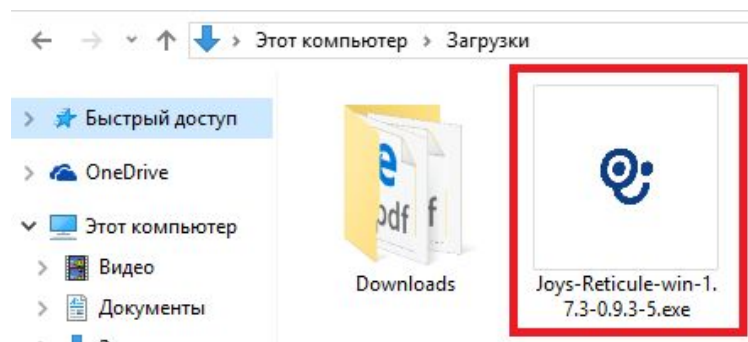 Этот компьютер > Загрузки
Быстрый доступ
OneDrive
Этот компьютер
Видео
Документы
pdf f
Downloads
Joys-Reticule-win-1.
7.3-0.9.3-5.exe